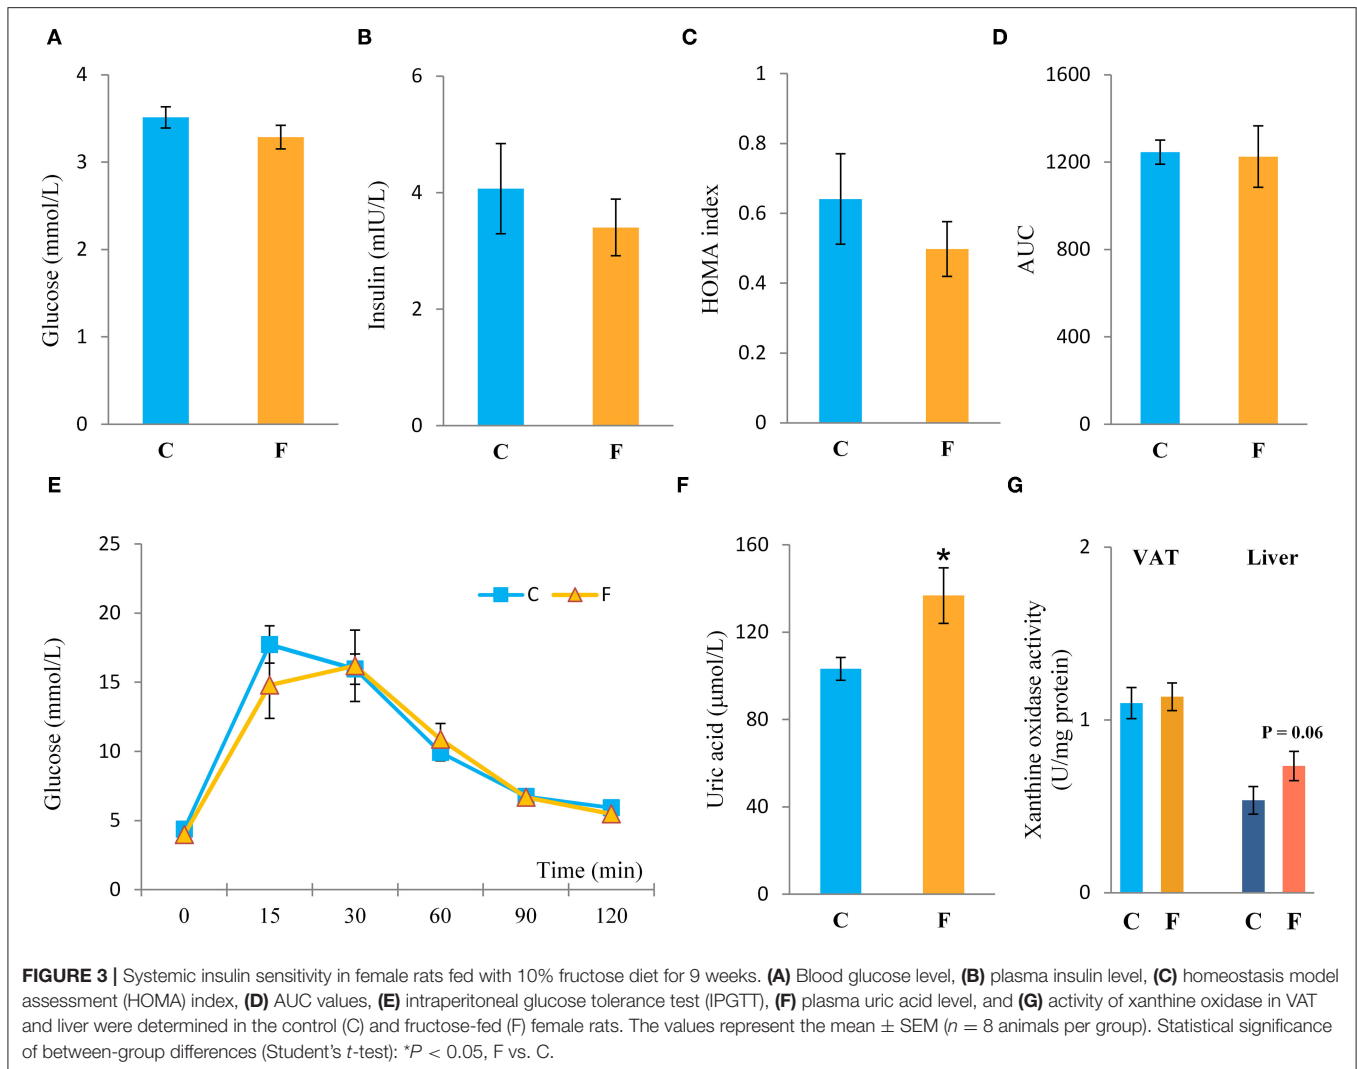 A
B
C
D
4
3
2
1
0
Glucose (mmol/L)
C F
6
4
2
0
Insulin (mIU/L)
C F
1
0.8
0.6
0.4
0.2
0
HOMA index
C F
1600
1200
800
400
0
AUC
C F
E
F
G
25
20
15
10
5
0
Glucose (mmol/L)
C F
Time (min)
0 15 30 60 90 120
160
120
80
40
0
Uric acid (µmol/L)
*
C F
2
1
0
Xanthine oxidase activity
(U/mg protein)
VAT Liver
P = 0.06
C F C F
FIGURE 3 | Systemic insulin sensitivity in female rats fed with 10% fructose diet for 9 weeks. (A) Blood glucose level, (B) plasma insulin level, (C) homeostasis model
assessment (HOMA) index, (D) AUC values, (E) intraperitoneal glucose tolerance test (IPGTT), (F) plasma uric acid level, and (G) activity of xanthine oxidase in VAT
and liver were determined in the control (C) and fructose-fed (F) female rats. The values represent the mean ± SEM (n = 8 animals per group). Statistical significance
of between-group differences (Student's t-test): *P < 0.05, F vs. C.